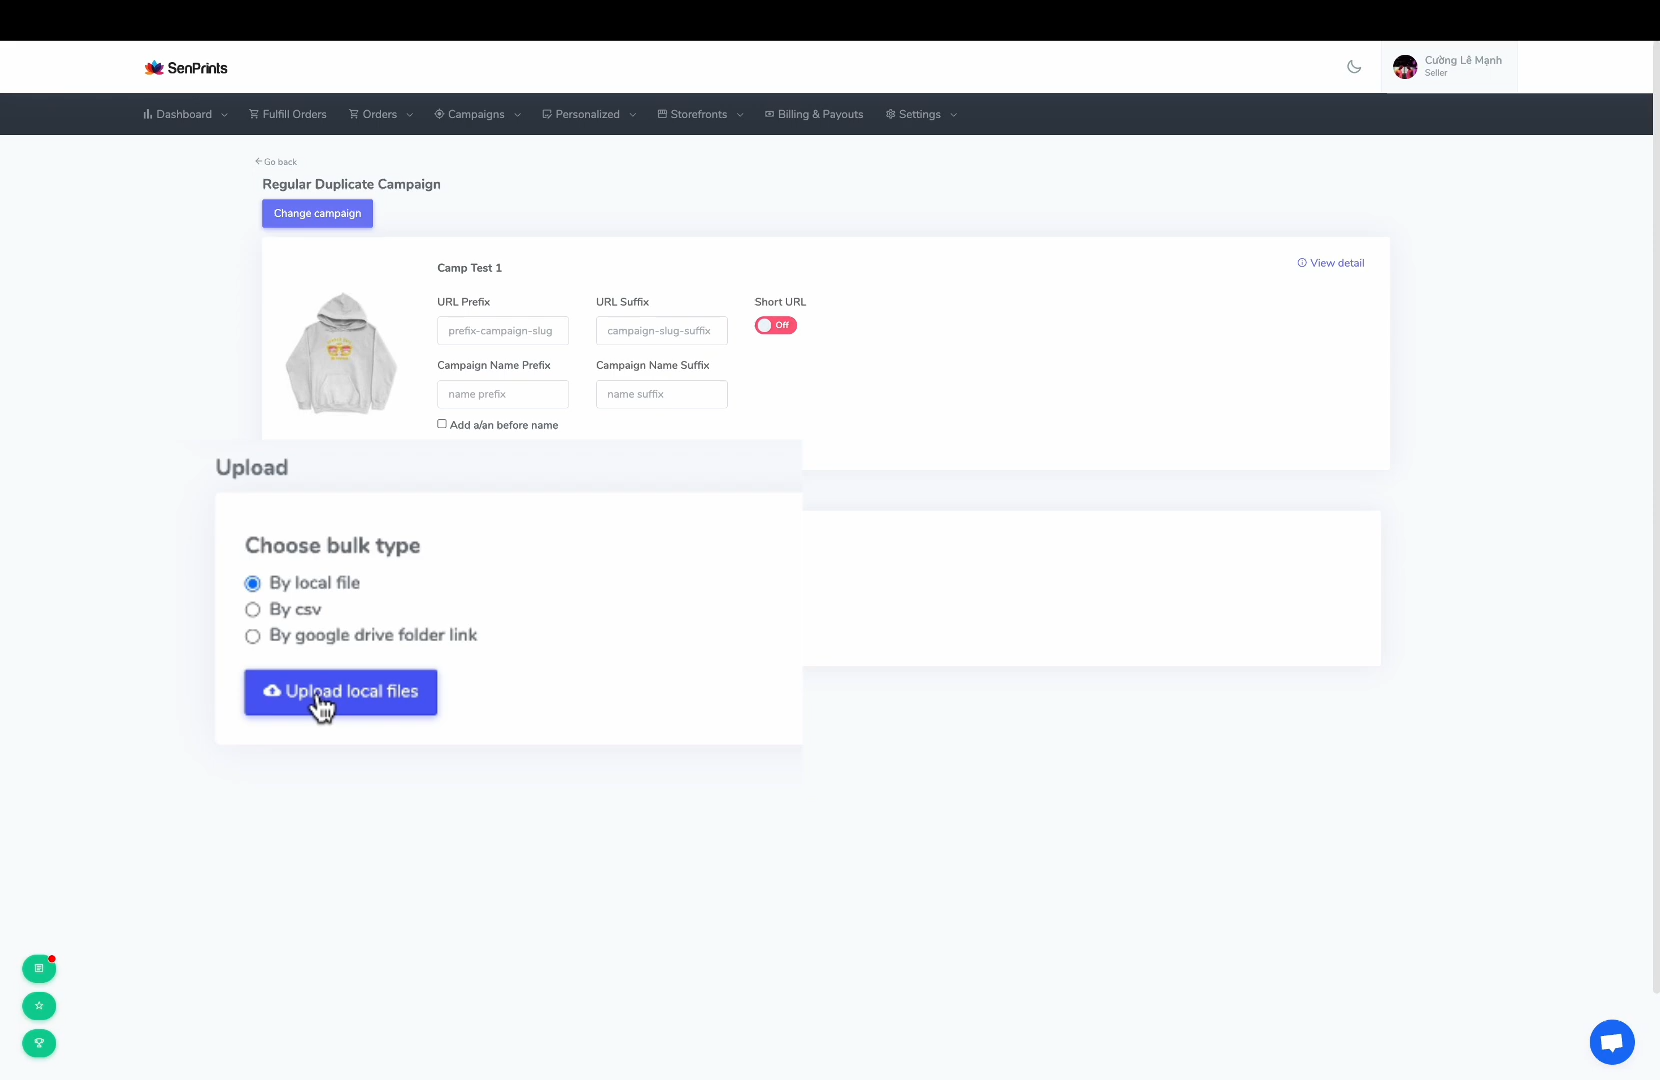 SenPrints
Cường Lê Mạnh
Seller
Dashboard Fulfill Orders Orders Campaigns Personalized Storefronts Billing & Payouts Settings
Go back
Regular Duplicate Campaign
Change campaign
Camp Test 1
View detail
URL Prefix URL Suffix Short URL
prefix-campaign-slug campaign-slug-suffix Off
Campaign Name Prefix Campaign Name Suffix
name prefix name suffix
Add a/an before name
Upload
Choose bulk type
By local file
By csv
By google drive folder link
Upload local files